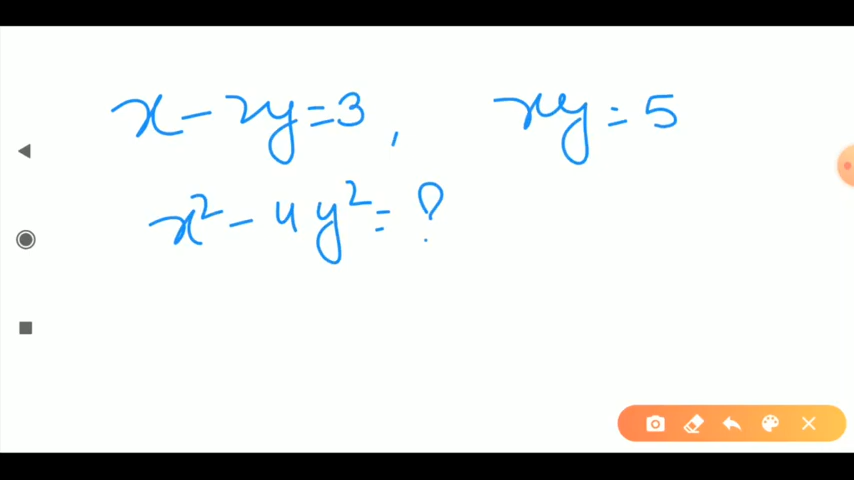 x - 2y = 3, xy = 5
x² - 4y² = ?